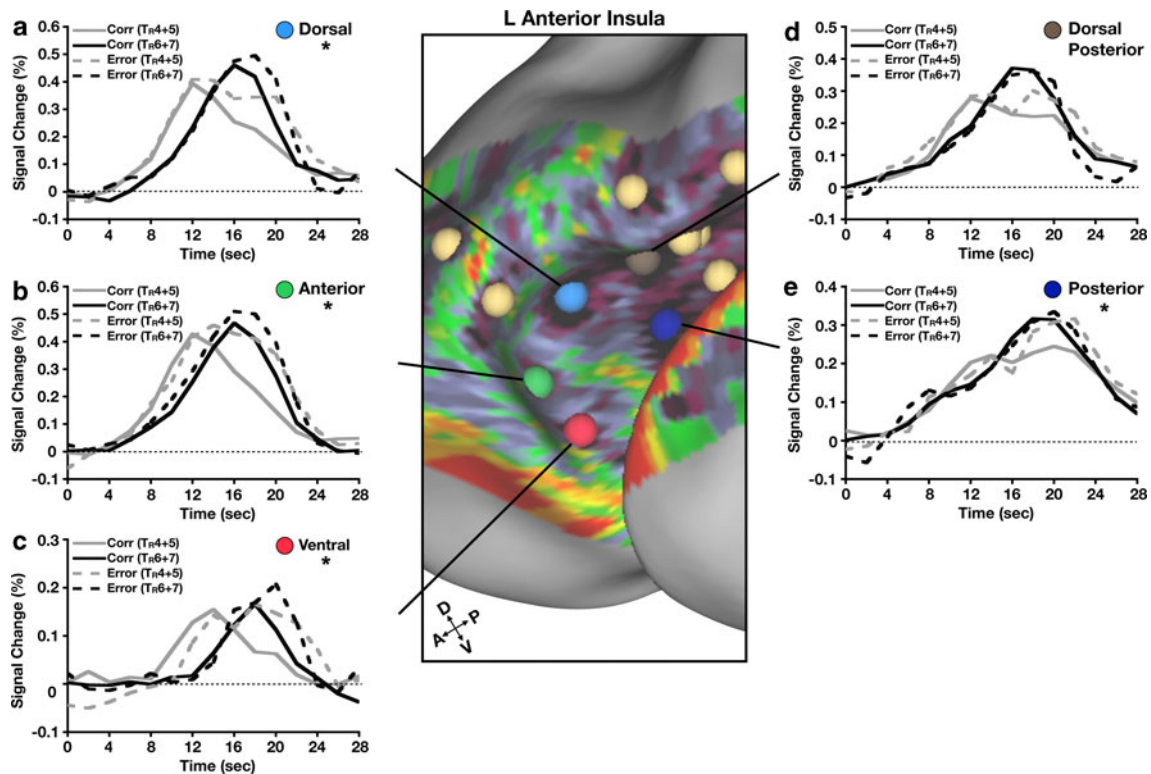 L Anterior Insula
a
Corr (TR4+5)
Corr (TR6+7)
Error (TR4+5)
Error (TR6+7)
Dorsal
*
Signal Change (%)
0.6
0.5
0.4
0.3
0.2
0.1
0
-0.1
0 4 8 12 16 20 24 28
Time (sec)
b
Corr (TR4+5)
Corr (TR6+7)
Error (TR4+5)
Error (TR6+7)
Anterior
*
Signal Change (%)
0.6
0.5
0.4
0.3
0.2
0.1
0
-0.1
0 4 8 12 16 20 24 28
Time (sec)
c
Corr (TR4+5)
Corr (TR6+7)
Error (TR4+5)
Error (TR6+7)
Ventral
*
Signal Change (%)
0.3
0.2
0.1
0
-0.1
0 4 8 12 16 20 24 28
Time (sec)
D
A P
V
d
Corr (TR4+5)
Corr (TR6+7)
Error (TR4+5)
Error (TR6+7)
Dorsal
Posterior
Signal Change (%)
0.5
0.4
0.3
0.2
0.1
0
-0.1
0 4 8 12 16 20 24 28
Time (sec)
e
Corr (TR4+5)
Corr (TR6+7)
Error (TR4+5)
Error (TR6+7)
Posterior
*
Signal Change (%)
0.4
0.3
0.2
0.1
0
-0.1
0 4 8 12 16 20 24 28
Time (sec)